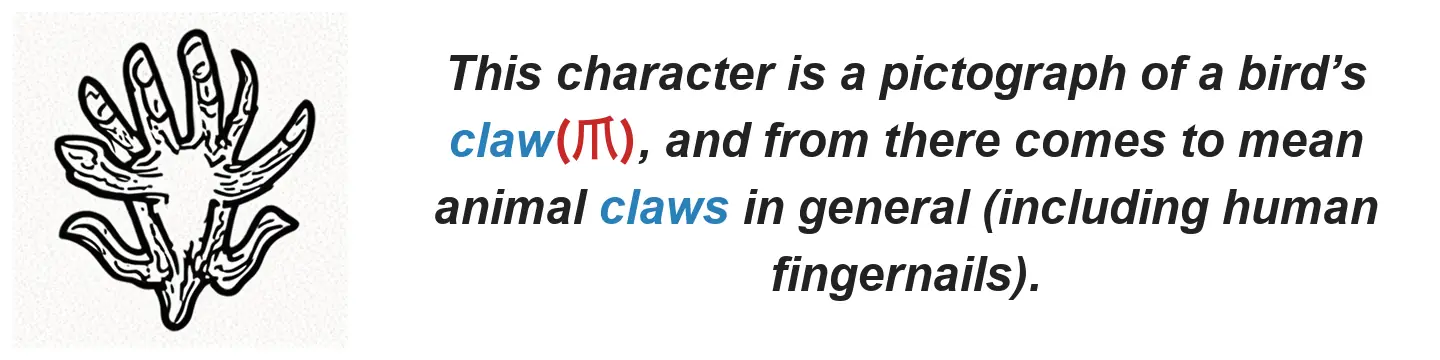 This character is a pictograph of a bird’s
claw(爪), and from there comes to mean
animal claws in general (including human
fingernails).